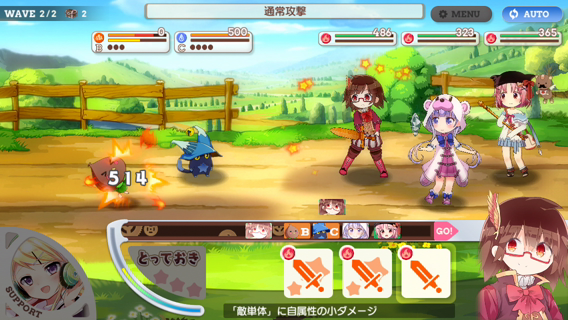 WAVE 2/2 2
通常攻撃
MENU
AUTO
0
B
500
C
486
323
365
514
B C
GO!
とっておき
SUPPORT
「敵単体」に自属性の小ダメージ